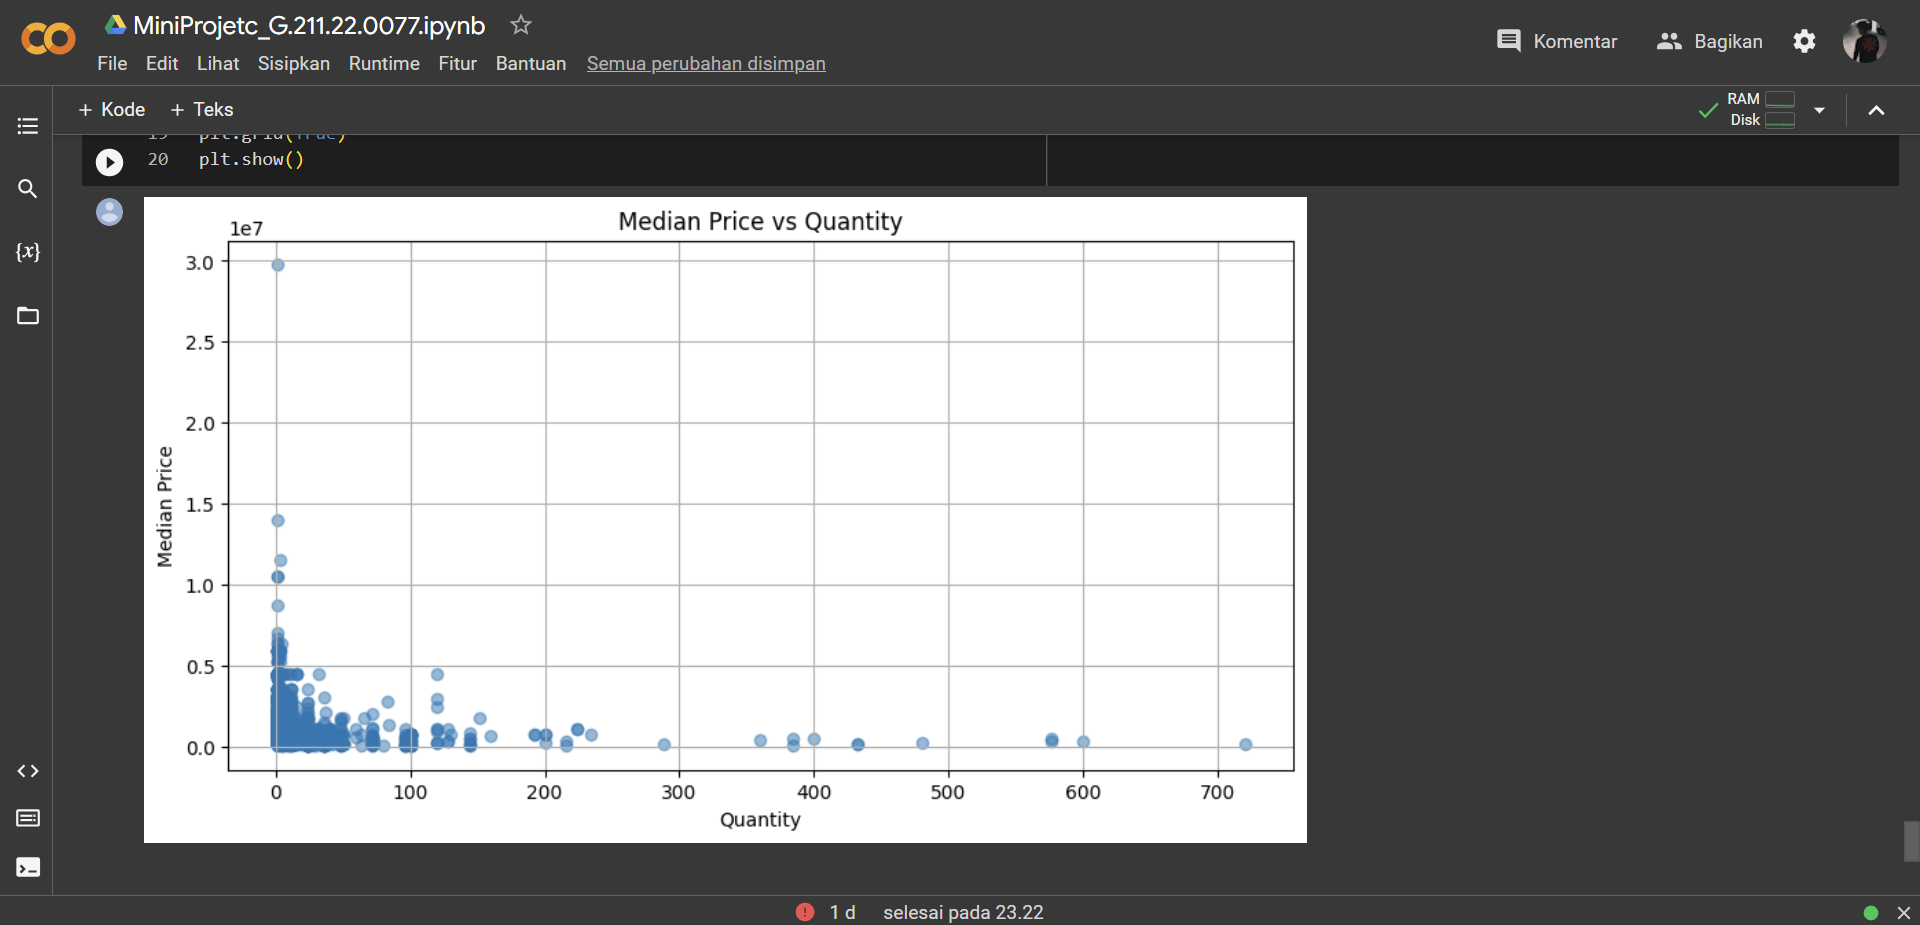 MiniProjetc_G.211.22.0077.ipynb
File Edit Lihat Sisipkan Runtime Fitur Bantuan Semua perubahan disimpan
Komentar Bagikan
+ Kode + Teks
RAM
Disk
19 plt.grid(True)
20 plt.show()
{x}
Median Price vs Quantity
1e7
3.0
2.5
2.0
1.5
1.0
0.5
0.0
Median Price
0 100 200 300 400 500 600 700
Quantity
1 d selesai pada 23.22